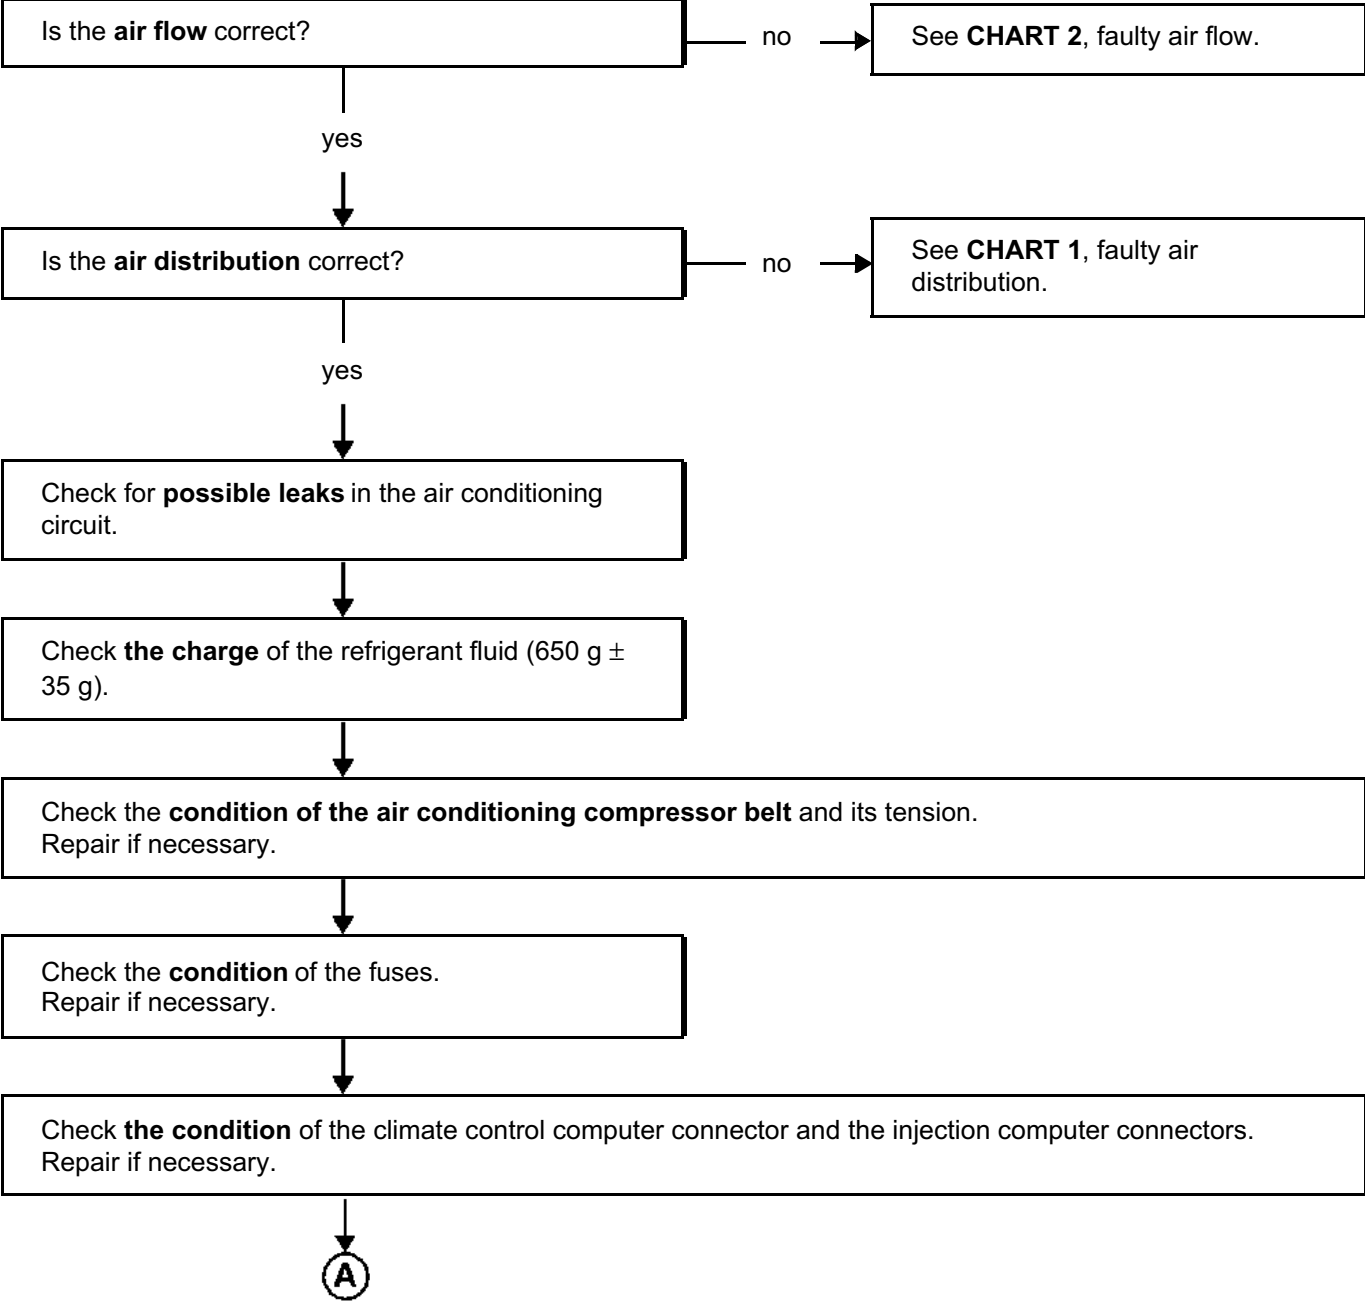 Is the air flow correct?
no
See CHART 2, faulty air flow.
yes
Is the air distribution correct?
no
See CHART 1, faulty air
distribution.
yes
Check for possible leaks in the air conditioning
circuit.
Check the charge of the refrigerant fluid (650 g ±
35 g).
Check the condition of the air conditioning compressor belt and its tension.
Repair if necessary.
Check the condition of the fuses.
Repair if necessary.
Check the condition of the climate control computer connector and the injection computer connectors.
Repair if necessary.
A